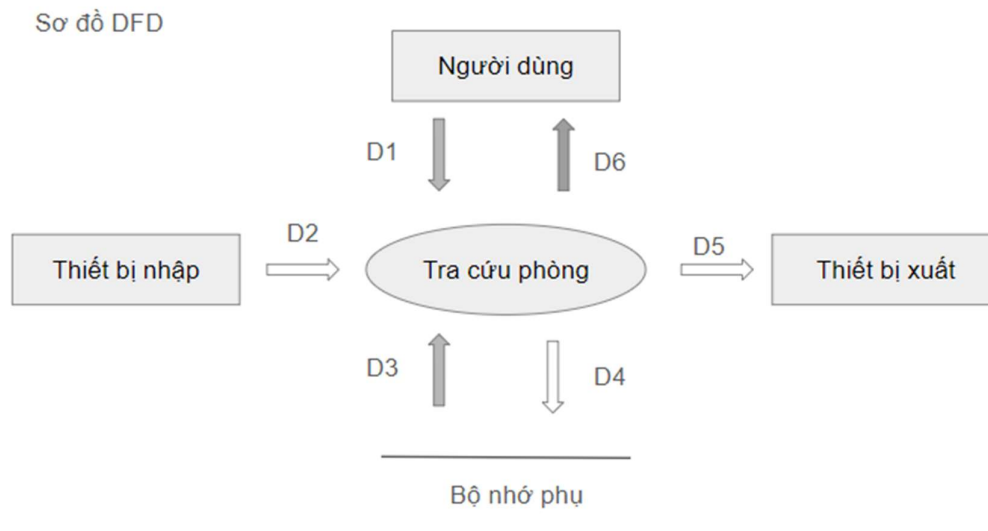 Sơ đồ DFD
Người dùng
D1
D6
Thiết bị nhập
D2
Tra cứu phòng
D5
Thiết bị xuất
D3
D4
Bộ nhớ phụ